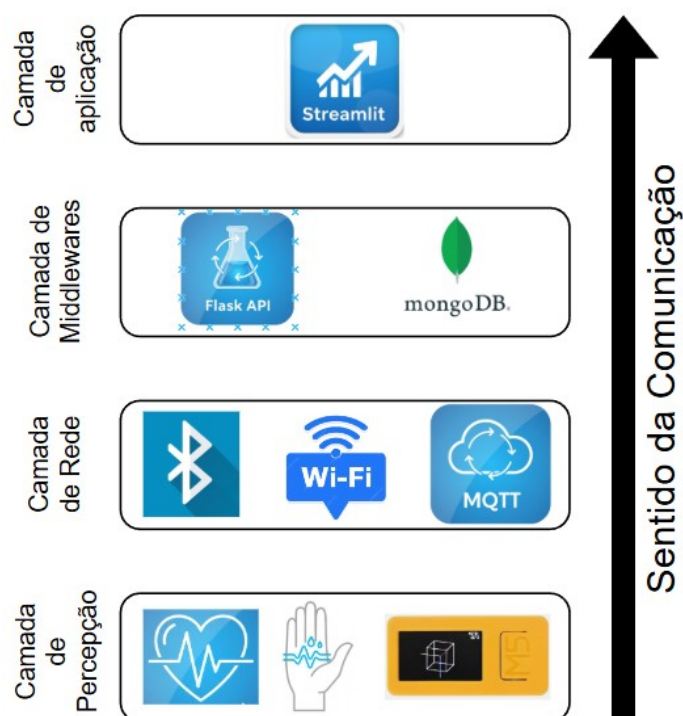 Camada
de
aplicação
Streamlit
Camada de
Middlewares
Flask API
mongoDB.
Camada
de Rede
Wi-Fi
MQTT
Camada
de
Percepção
M5
Sentido da Comunicação